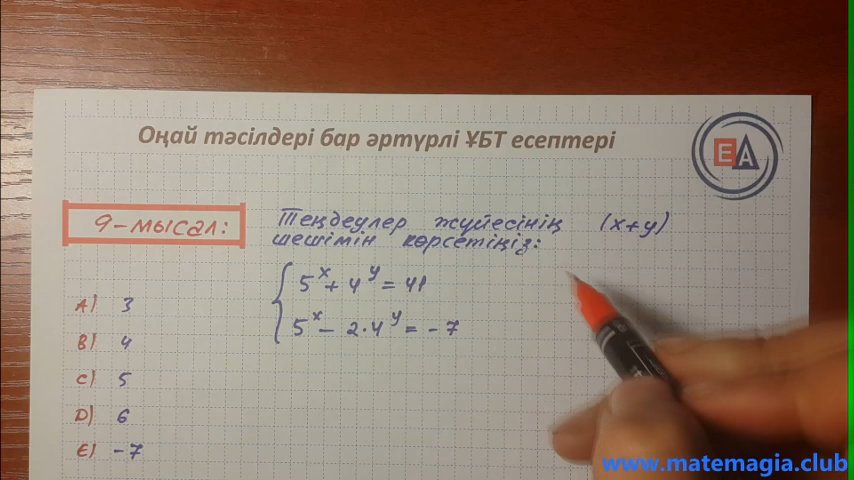 Оңай тәсілдері бар әртүрлі ҰБТ есептері
ЕА
9-мысал:
Теңдеулер жүйесінің (x+y)
шешімін көрсетіңіз:
5^x + 4^y = 41
5^x - 2·4^y = -7
A) 3
B) 4
C) 5
D) 6
E) -7
www.matemagia.club